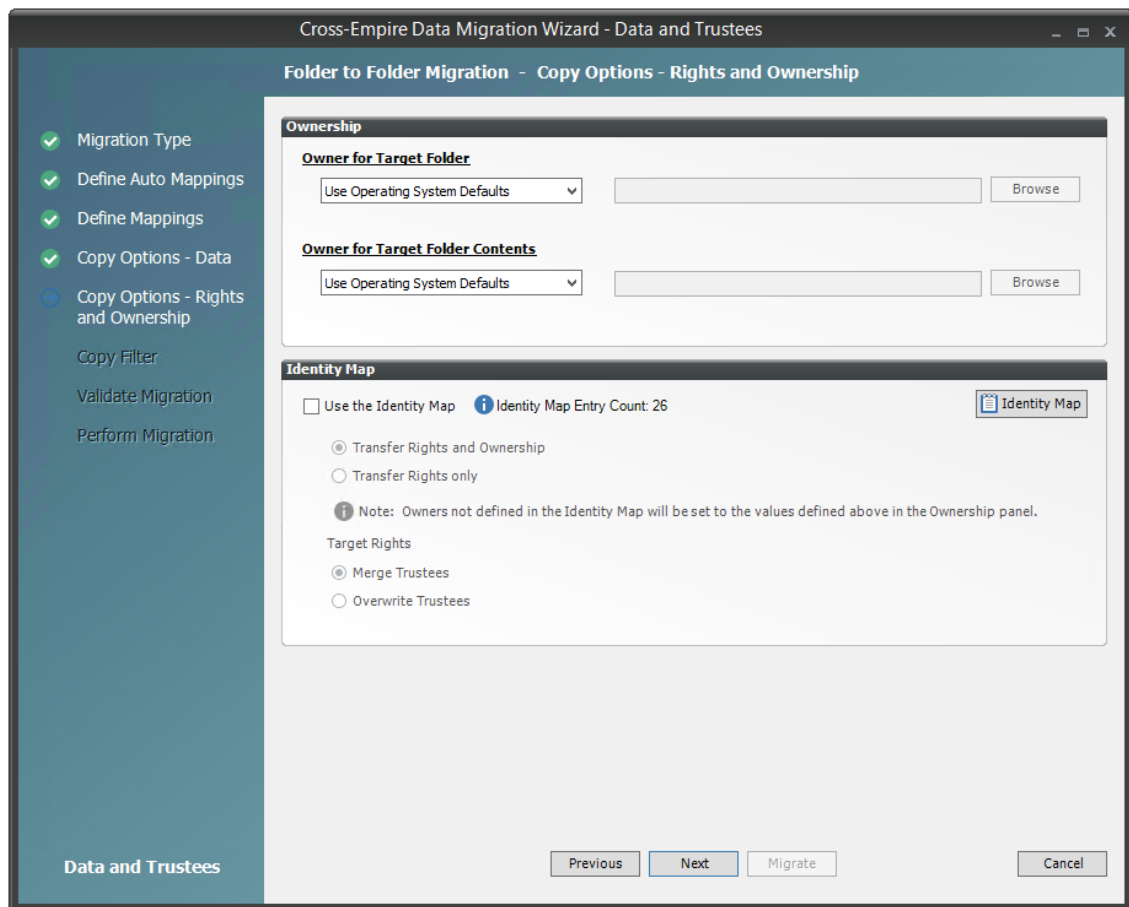 Cross-Empire Data Migration Wizard - Data and Trustees
Folder to Folder Migration - Copy Options - Rights and Ownership
Migration Type
Define Auto Mappings
Define Mappings
Copy Options - Data
Copy Options - Rights
and Ownership
Copy Filter
Validate Migration
Perform Migration
Data and Trustees
Ownership
Owner for Target Folder
Use Operating System Defaults
Browse
Owner for Target Folder Contents
Use Operating System Defaults
Browse
Identity Map
Use the Identity Map
Identity Map Entry Count: 26
Identity Map
Transfer Rights and Ownership
Transfer Rights only
Note: Owners not defined in the Identity Map will be set to the values defined above in the Ownership panel.
Target Rights
Merge Trustees
Overwrite Trustees
Previous
Next
Migrate
Cancel